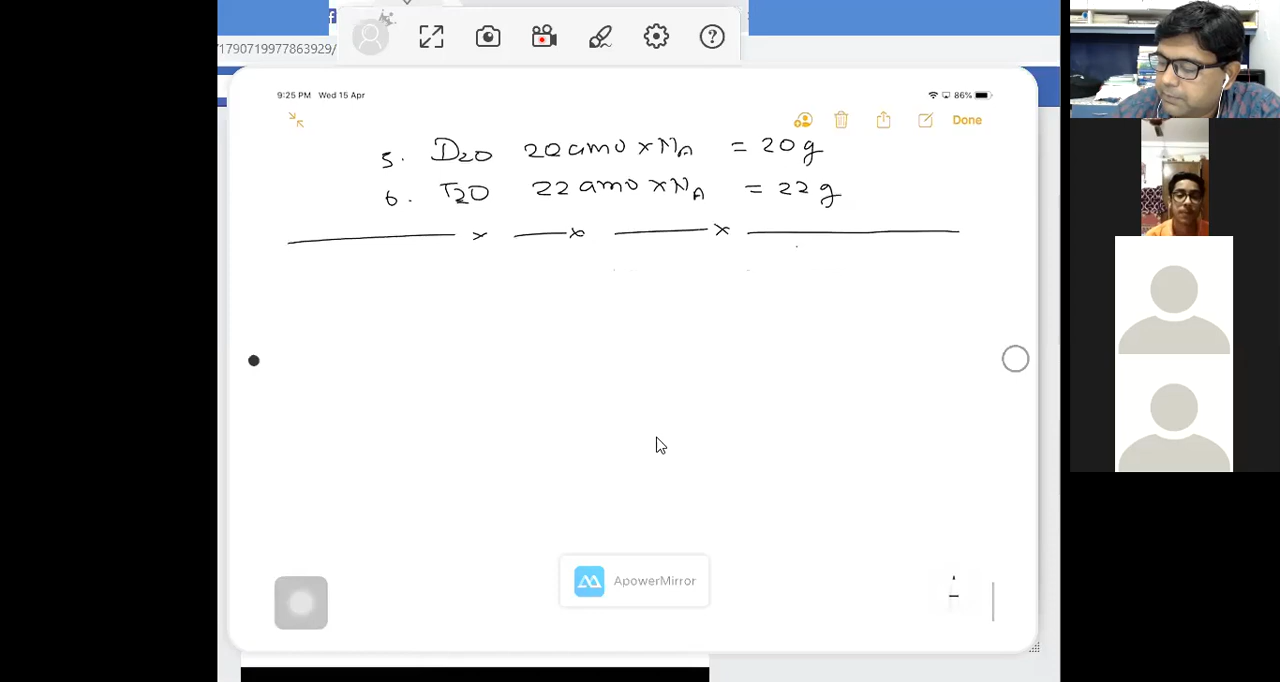 1790719977863929/
9:25 PM Wed 15 Apr
86%
Done
5. D2O 20 amu x NA = 20 g
6. T2O 22 amu x NA = 22 g
ApowerMirror